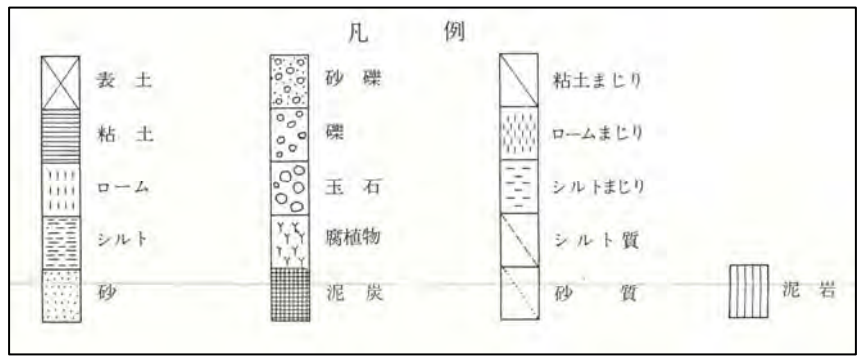 凡 例
表 土
粘 土
ローム
シルト
砂
砂 礫
礫
玉 石
腐植物
泥 炭
粘土まじり
ロームまじり
シルトまじり
シルト質
砂 質
泥 岩